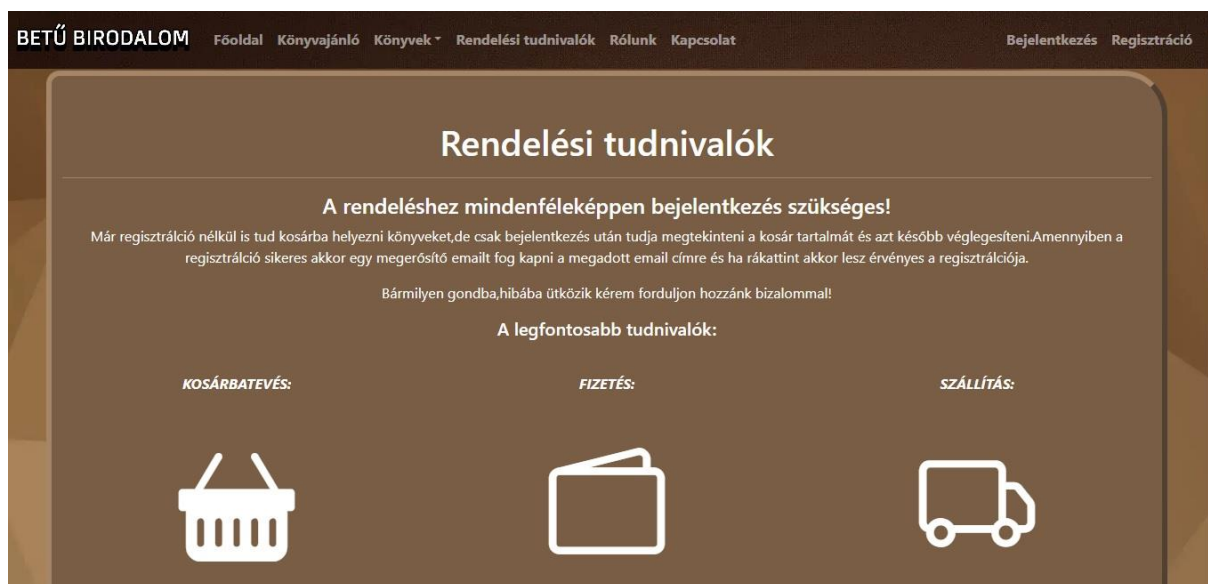 BETŰ BIRODALOM Főoldal Könyvajánló Könyvek Rendelési tudnivalók Rólunk Kapcsolat Bejelentkezés Regisztráció
Rendelési tudnivalók
A rendeléshez mindenféleképpen bejelentkezés szükséges!
Már regisztrálció nélkül is tud kosárba helyezni könyveket,de csak bejelentkezés után tudja megtekinteni a kosár tartalmát és azt később véglegesíteni.Amennyiben a
regisztrálció sikeres akkor egy megerősítő emailt fog kapni a megadott email címre és ha rákattint akkor lesz érvényes a regisztrálciója.
Bármilyen gondba,hibába ütközik kérem forduljon hozzánk bizalommal!
A legfontosabb tudnivalók:
KOSÁRBATEVÉS: FIZETÉS: SZÁLLÍTÁS: